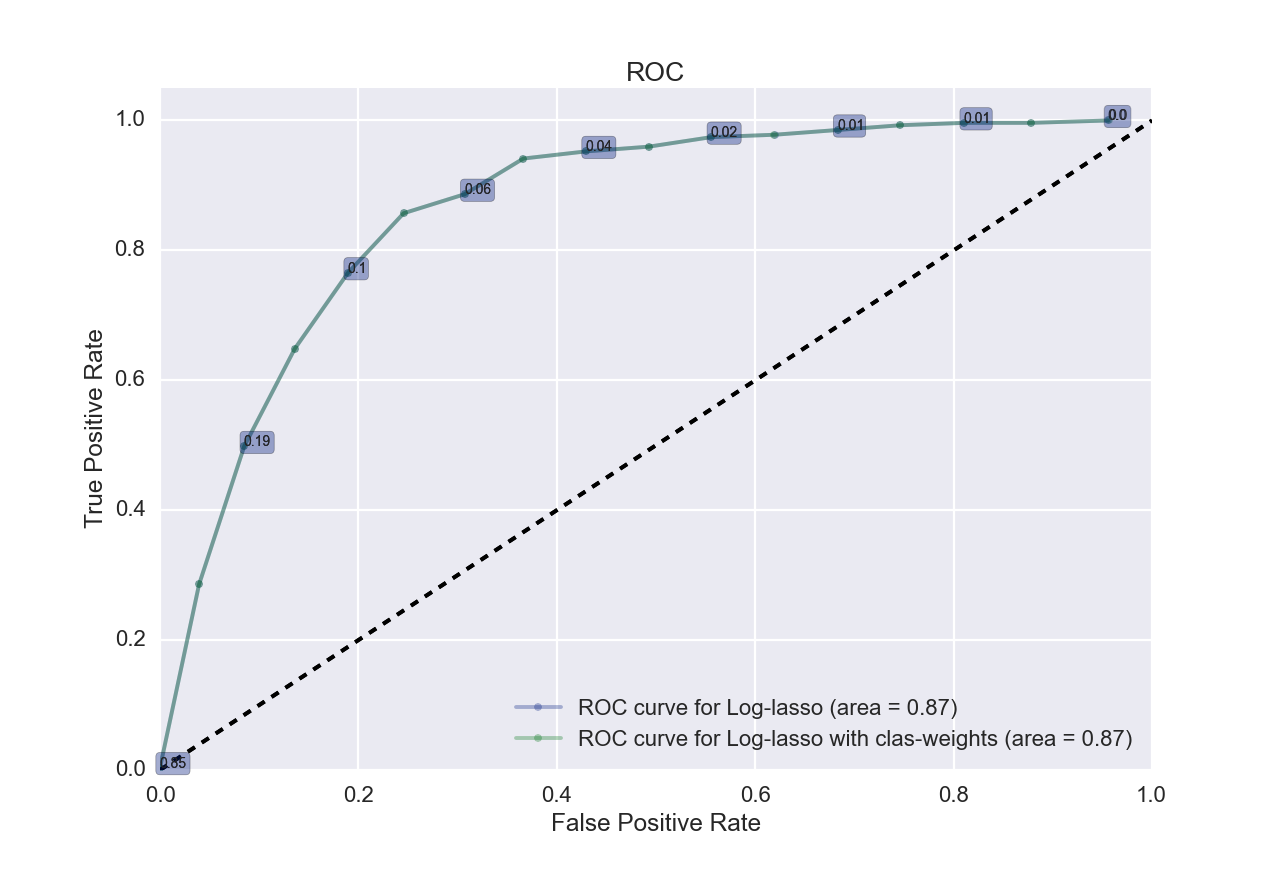 ROC
1.0
0.8
0.6
0.4
0.2
0.0
True Positive Rate
0.0
0.01
0.01
0.02
0.04
0.06
0.1
0.19
0.85
ROC curve for Log-lasso (area = 0.87)
ROC curve for Log-lasso with clas-weights (area = 0.87)
0.0 0.2 0.4 0.6 0.8 1.0
False Positive Rate